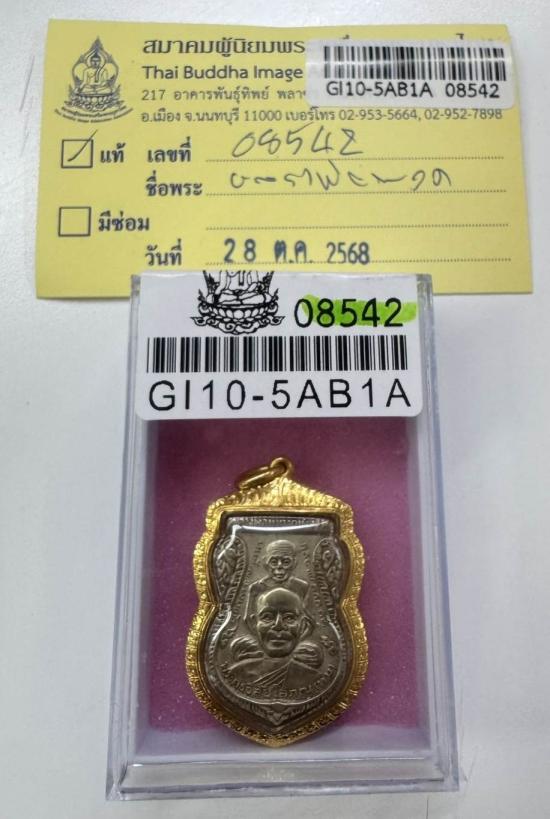 สมาคมผู้นิยมพระ
Thai Buddha Image
217 อาคารพันธุ์ทิพย์ พลา
GI10-5AB1A 08542
อ.เมือง จ.นนทบุรี 11000 เบอร์โทร 02-953-5664, 02-952-7898
แท้ เลขที่ 08542
ชื่อพระ
มีซ่อม
วันที่ 28 ต.ค. 2568
08542
GI10-5AB1A